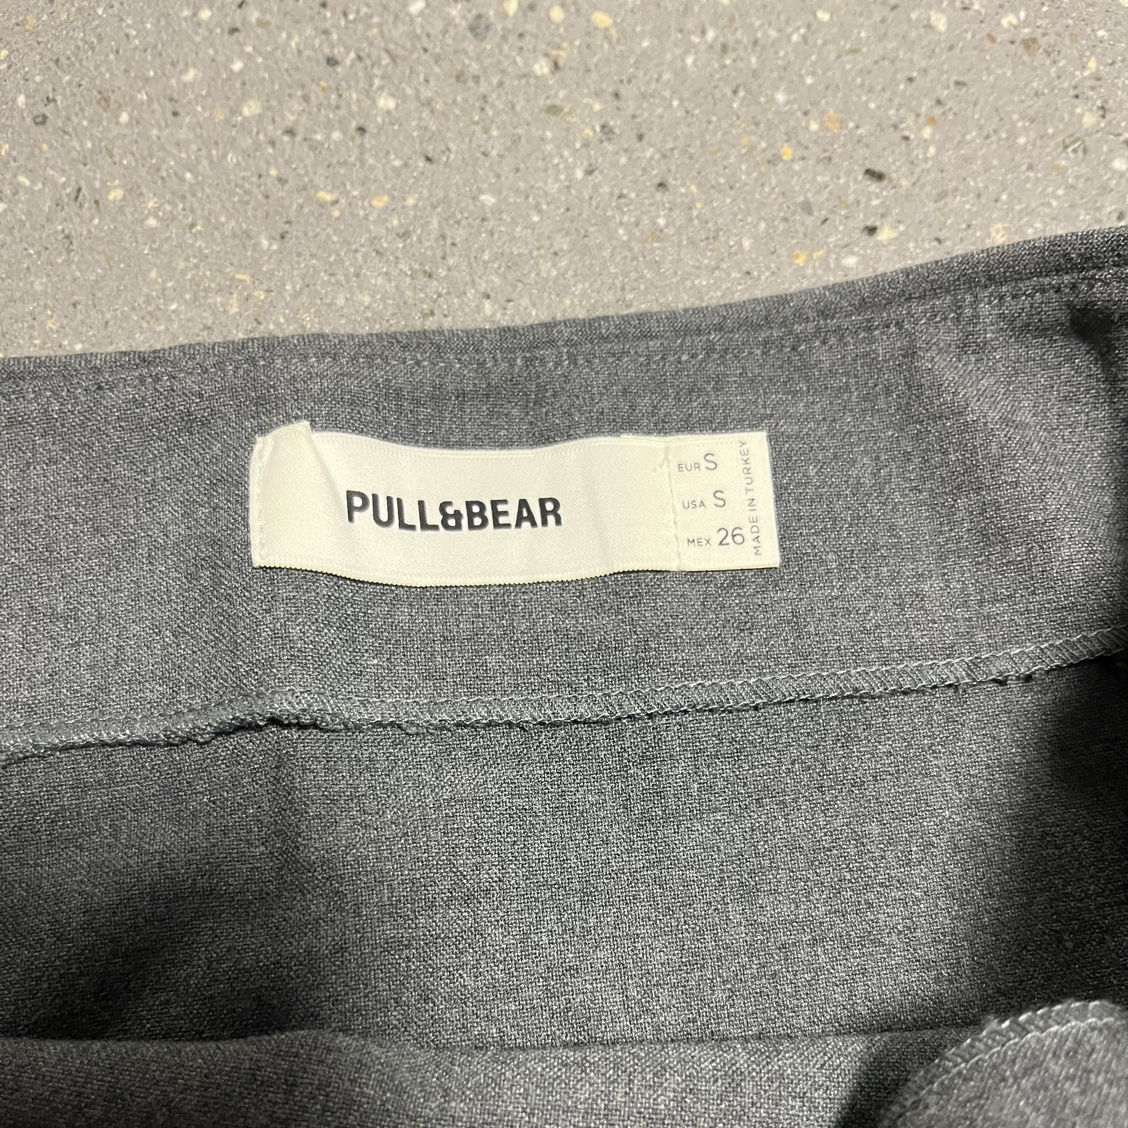 PULL&BEAR
EUR S
USA S
MEX 26
MADE IN TURKEY